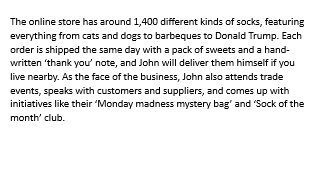 The online store has around 1,400 different kinds of socks, featuring
everything from cats and dogs to barbeques to Donald Trump. Each
order is shipped the same day with a pack of sweets and a hand-
written ‘thank you’ note, and John will deliver them himself if you
live nearby. As the face of the business, John also attends trade
events, speaks with customers and suppliers, and comes up with
initiatives like their ‘Monday madness mystery bag’ and ‘Sock of the
month’ club.